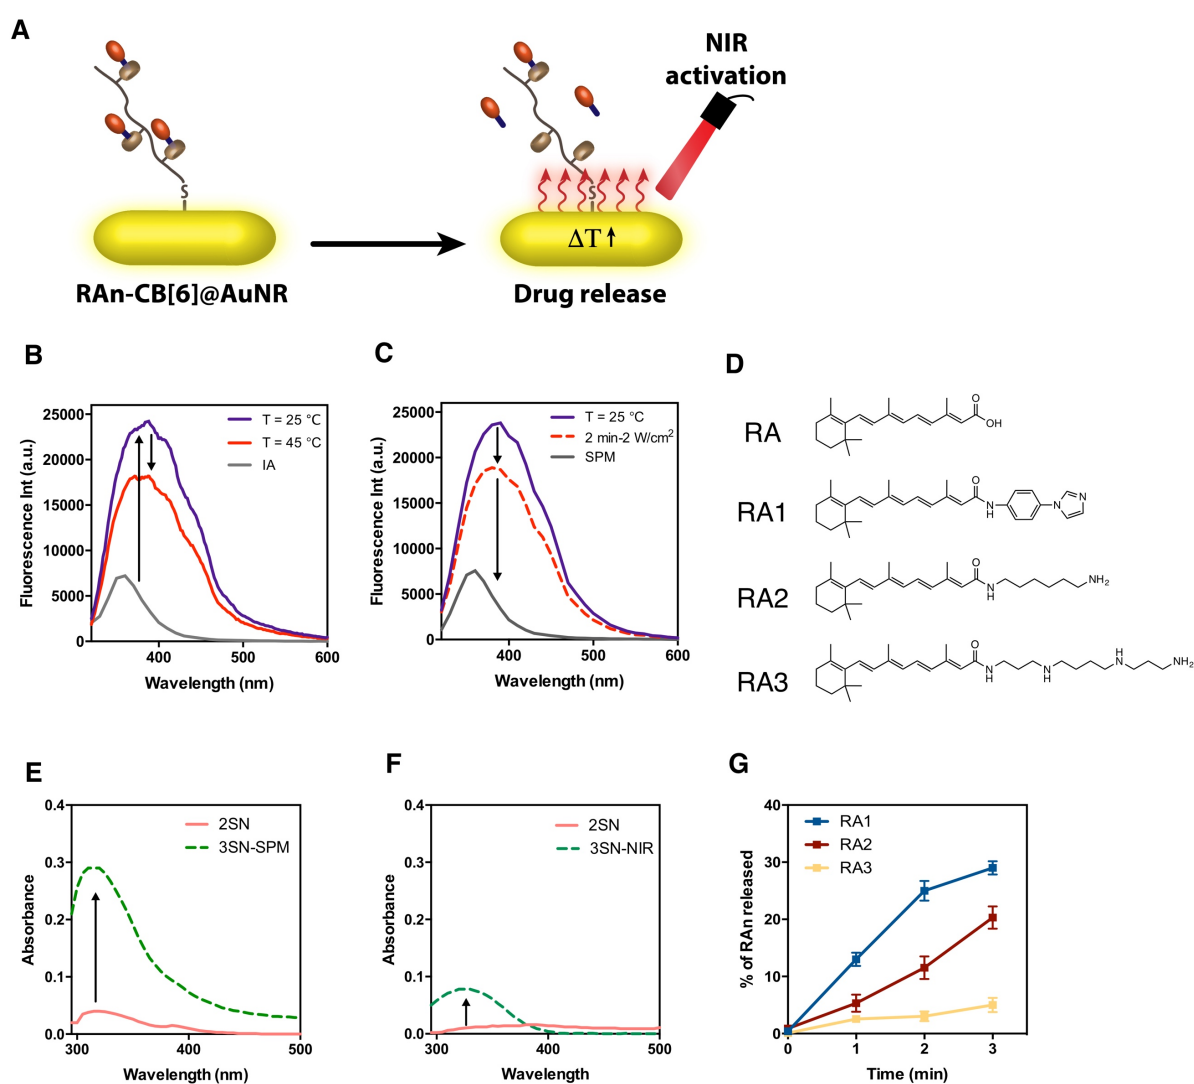 A
NIR
activation
S
S
ΔT
RAn-CB[6]@AuNR
Drug release
B
Fluorescence Int (a.u.)
25000
20000
15000
10000
5000
0
T = 25 °C
T = 45 °C
IA
400
500
600
Wavelength (nm)
C
Fluorescence Int (a.u.)
25000
20000
15000
10000
5000
0
T = 25 °C
2 min-2 W/cm²
SPM
400
500
600
Wavelength (nm)
D
RA
O
OH
RA1
O
N
H
N
N
RA2
O
N
H
NH₂
RA3
O
N
H
N
H
H
N
NH₂
E
Absorbance
0.4
0.3
0.2
0.1
0.0
2SN
3SN-SPM
300
400
500
Wavelength (nm)
F
Absorbance
0.4
0.3
0.2
0.1
0.0
2SN
3SN-NIR
300
400
500
Wavelength
G
% of RAn released
40
30
20
10
0
RA1
RA2
RA3
0
1
2
3
Time (min)